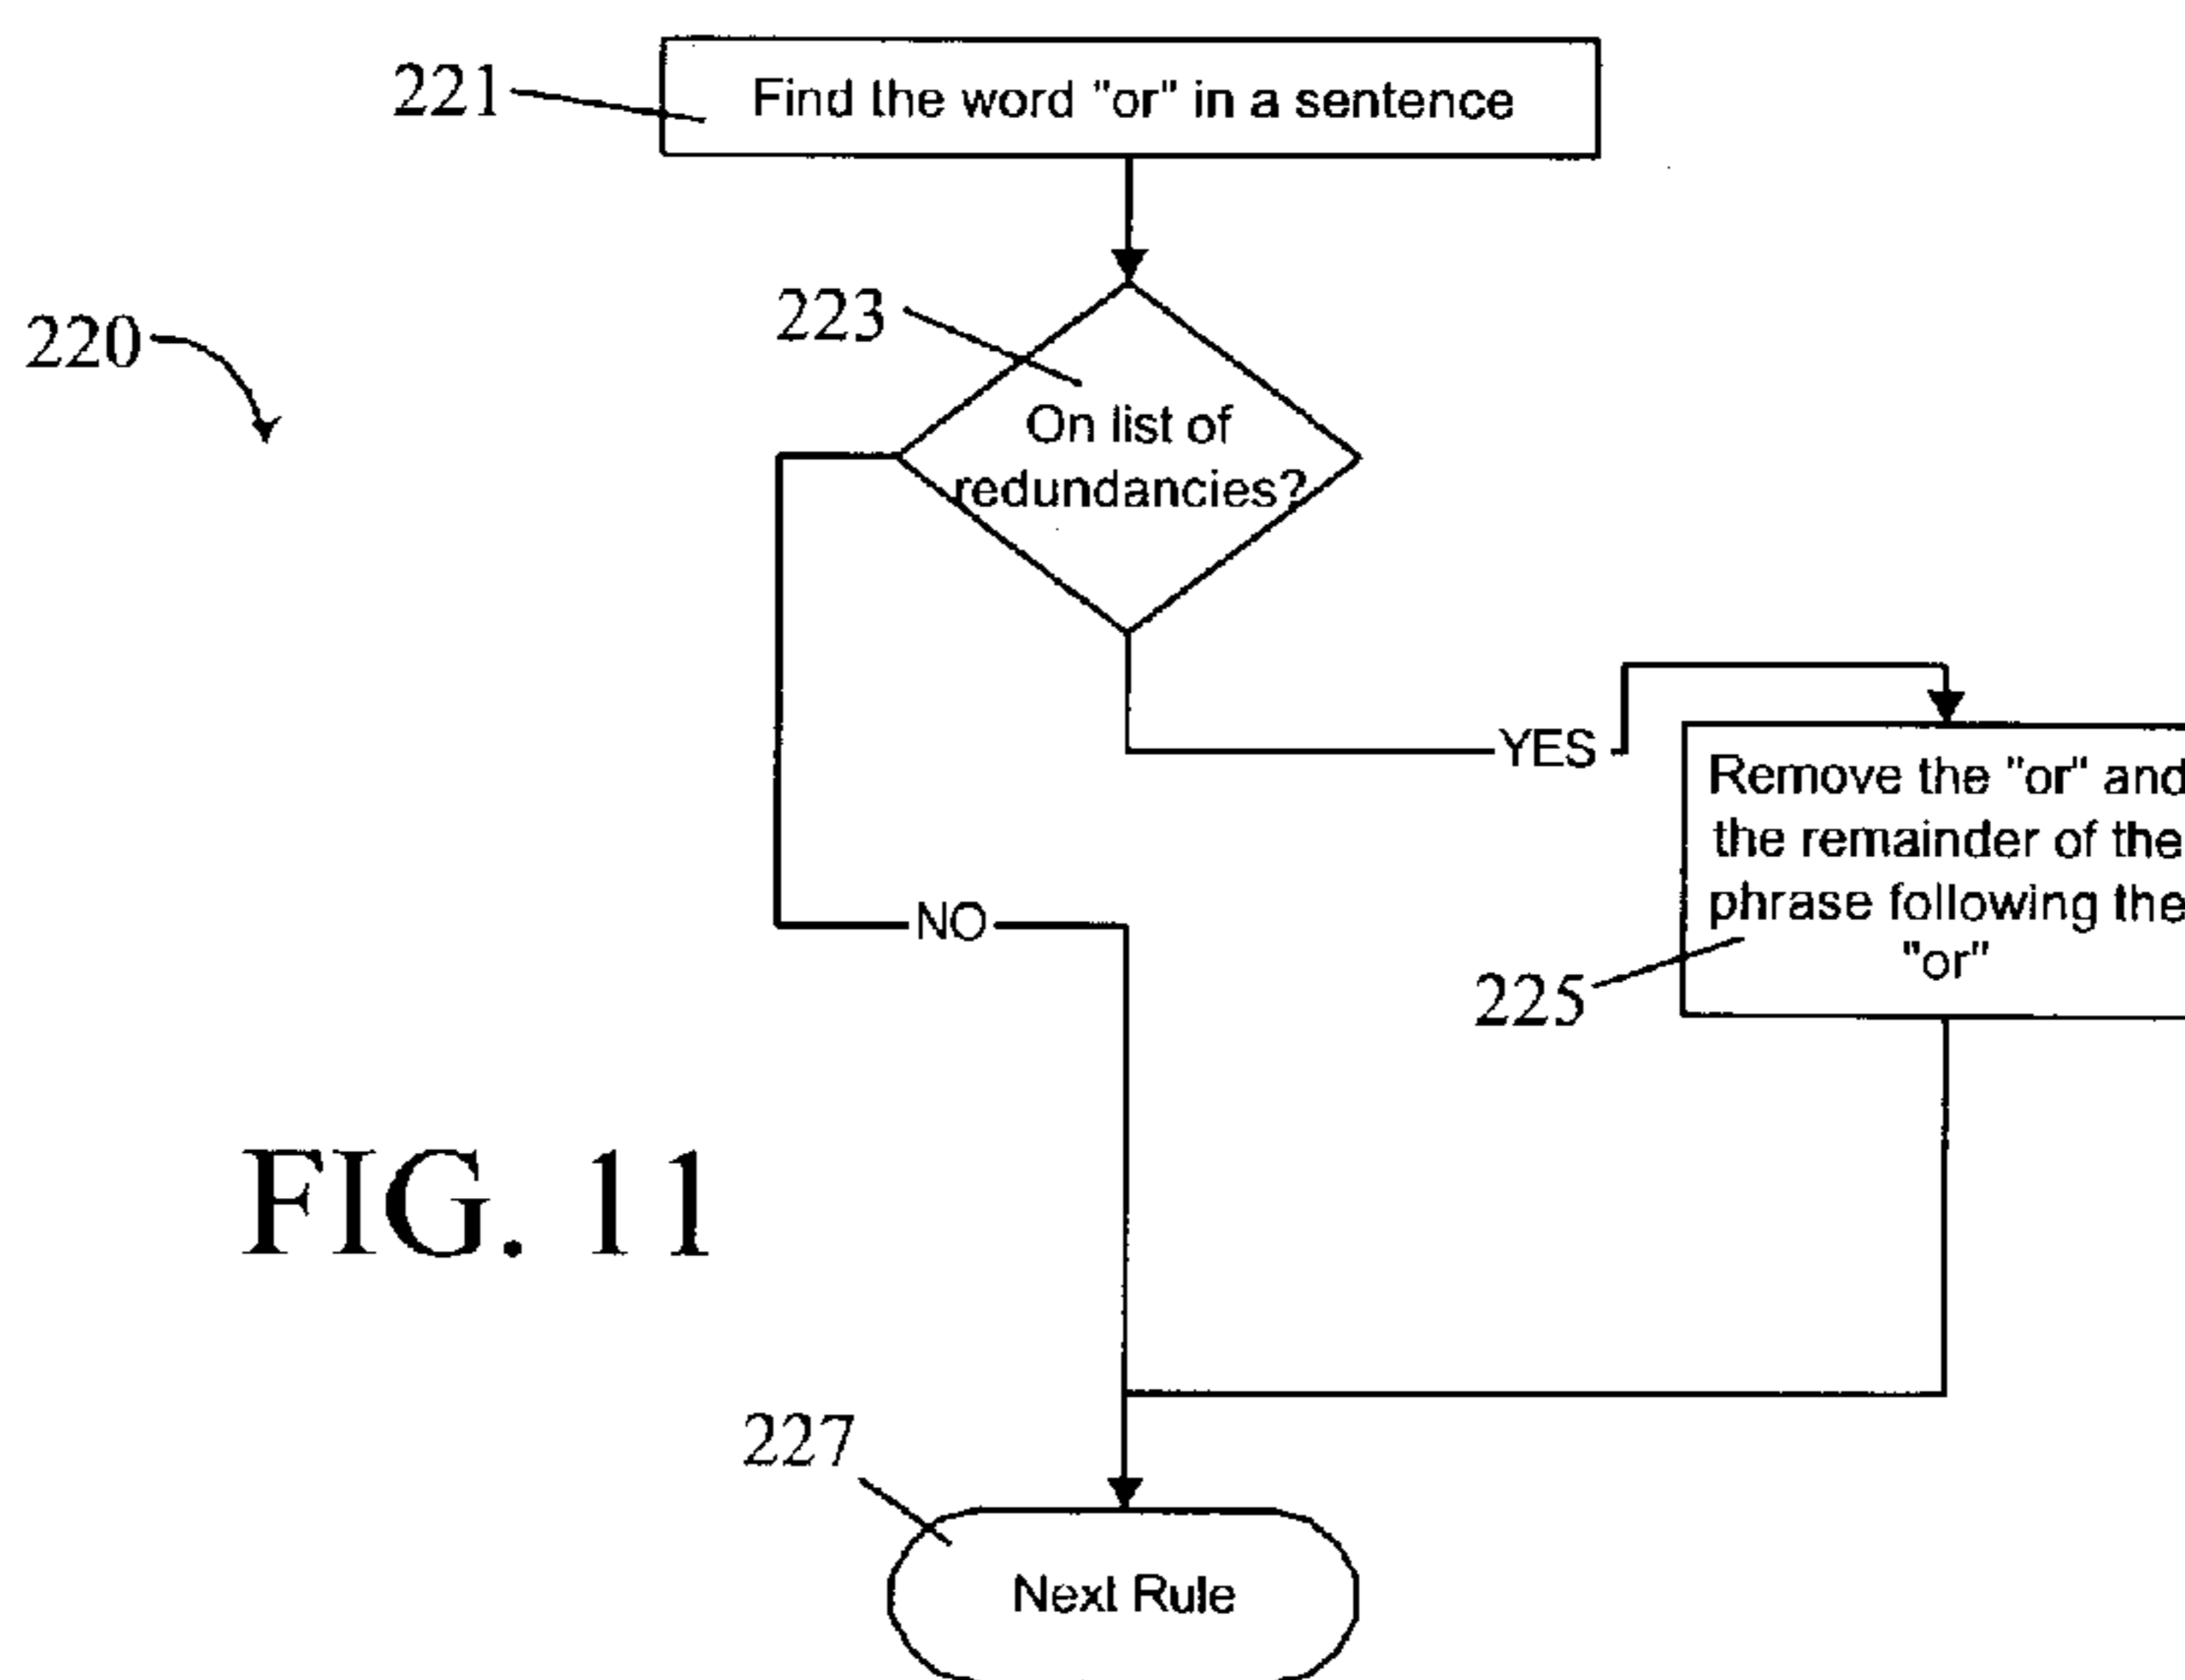 221
Find the word "or" in a sentence
223
220
On list of
redundancies?
YES
Remove the "or" and
the remainder of the
phrase following the
"or"
NO
225
FIG. 11
227
Next Rule